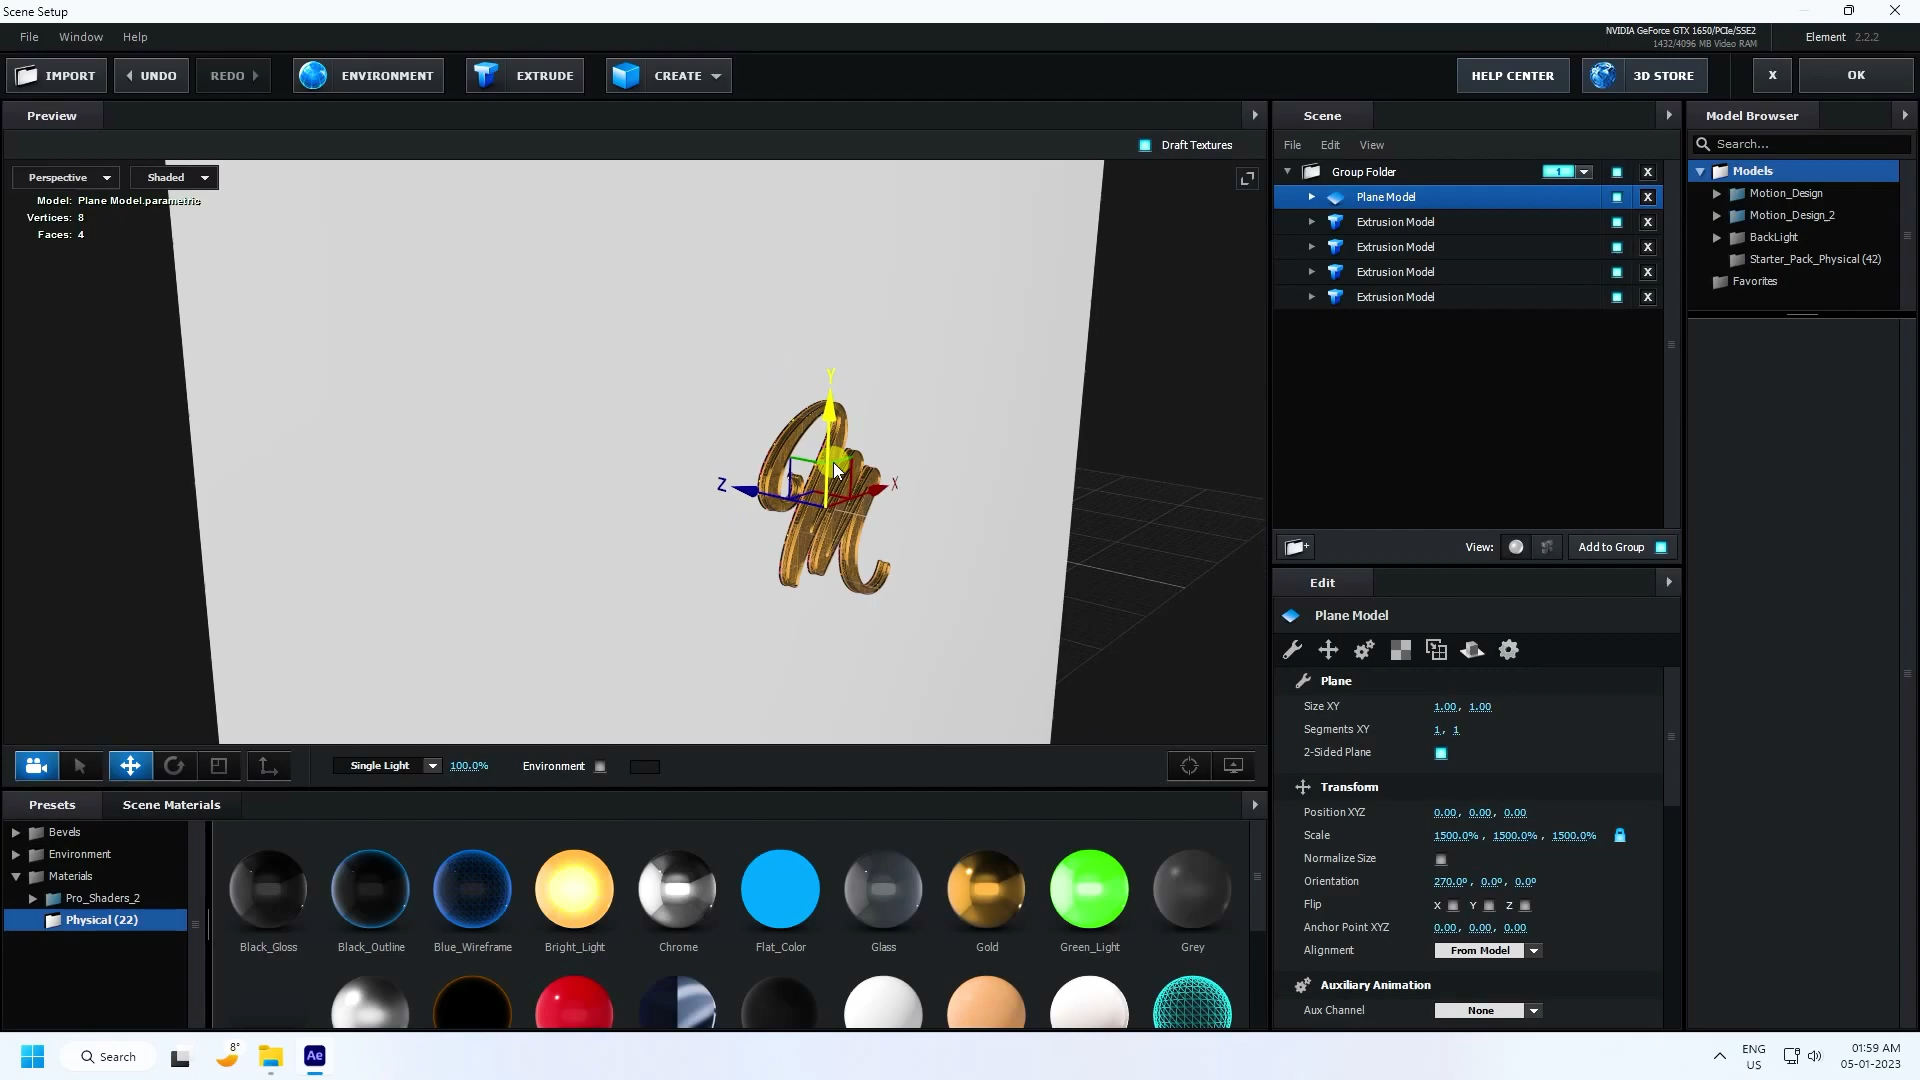 Scene Setup
File Window Help
NVIDIA GeForce GTX 1650/PCIe/SSE2
1432/4096 MB Video RAM
Element 2.2.2
IMPORT UNDO REDO ENVIRONMENT EXTRUDE CREATE HELP CENTER 3D STORE X OK
Preview
Draft Textures
Perspective Shaded
Model: Plane Model.parametric
Vertices: 8
Faces: 4
Y
Z
X
Scene
File Edit View
Group Folder 1 X
Plane Model X
Extrusion Model X
Extrusion Model X
Extrusion Model X
Extrusion Model X
View: Add to Group
Model Browser
Search...
Models
Motion_Design
Motion_Design_2
BackLight
Starter_Pack_Physical (42)
Favorites
Edit
Plane Model
Plane
Size XY 1.00, 1.00
Segments XY 1, 1
2-Sided Plane
Transform
Position XYZ 0.00, 0.00, 0.00
Scale 1500.0%, 1500.0%, 1500.0%
Normalize Size
Orientation 270.0º, 0.0º, 0.0º
Flip X Y Z
Anchor Point XYZ 0.00, 0.00, 0.00
Alignment From Model
Auxiliary Animation
Aux Channel None
Single Light 100.0% Environment
Presets Scene Materials
Bevels
Environment
Materials
Pro_Shaders_2
Physical (22)
Black_Gloss Black_Outline Blue_Wireframe Bright_Light Chrome Flat_Color Glass Gold Green_Light Grey
Search
8°
Ae
ENG
US
01:59 AM
05-01-2023